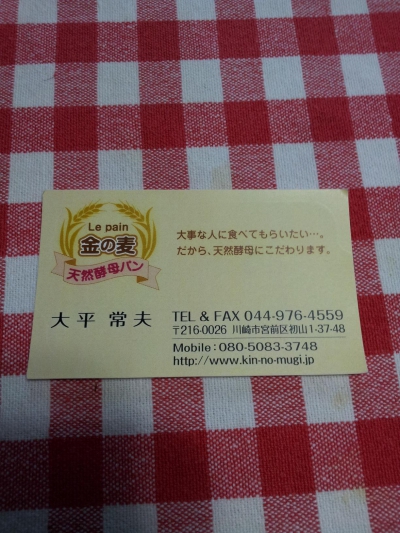 Le pain
金の麦
天然酵母パン
大事な人に食べてもらいたい…。
だから、天然酵母にこだわります。
大平 常夫
TEL & FAX 044-976-4559
〒216-0026 川崎市宮前区初山1-37-48
Mobile：080-5083-3748
http://www.kin-no-mugi.jp